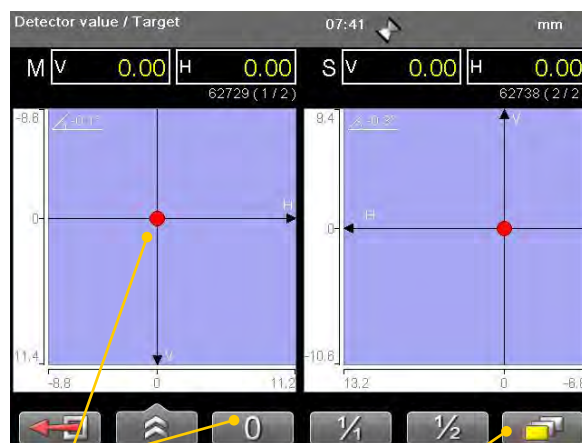 Detector value / Target 07:41 mm
M V 0.00 H 0.00 S V 0.00 H 0.00
62729 ( 1 / 2 ) 62738 ( 2 / 2
-8.6 9.4
V
H
0 0
H
11,4 V -10.6
-8.8 0 11,2 13.2 0 -6.8
0 1/1 1/2